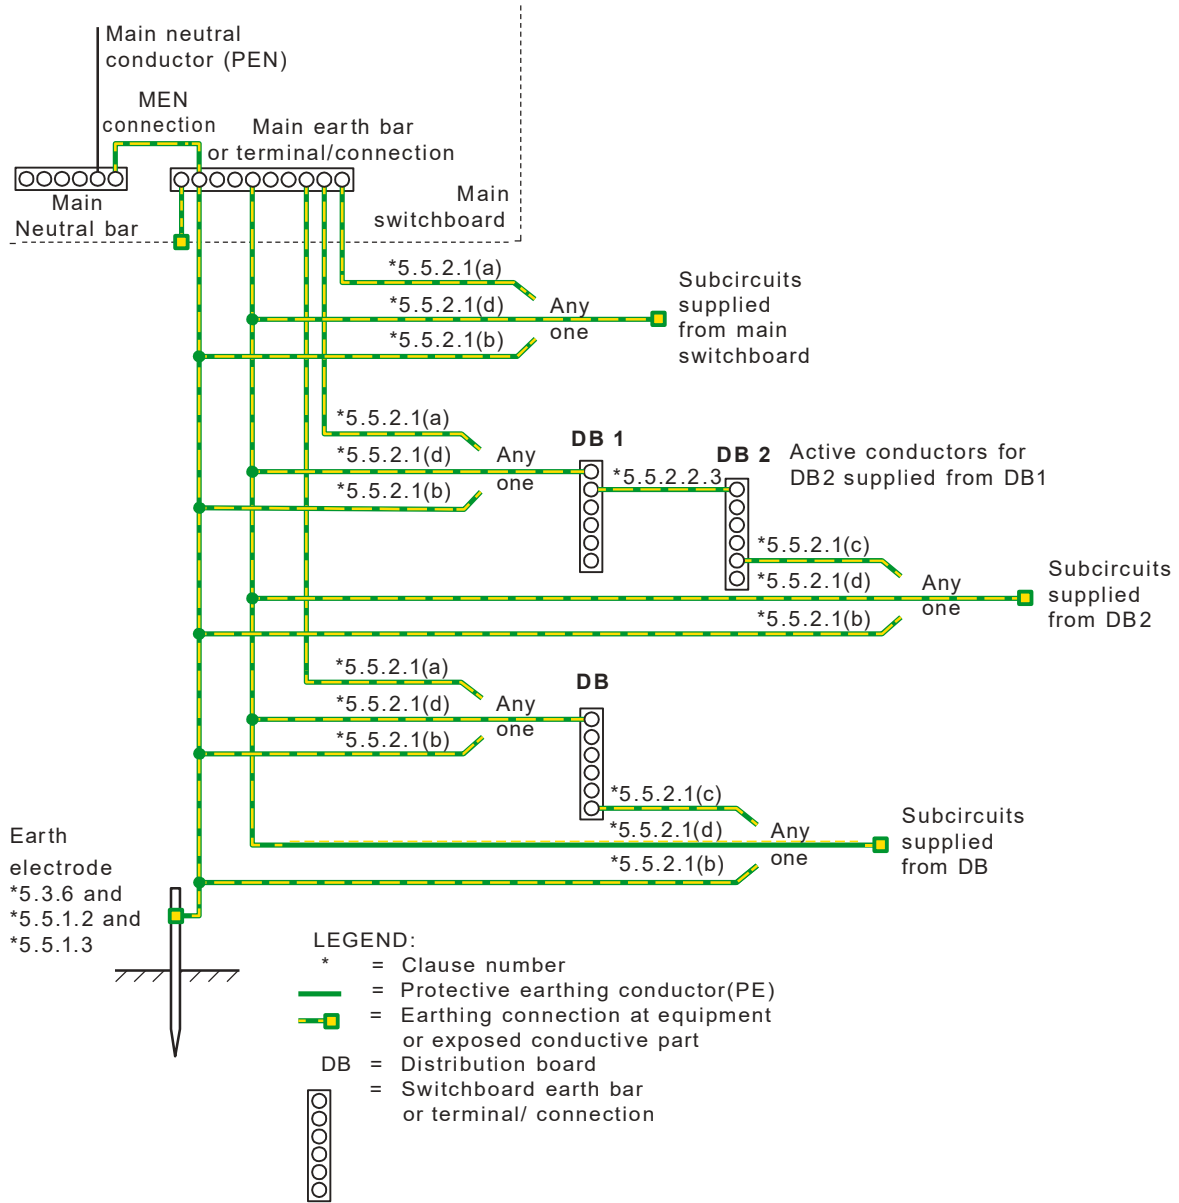 Main neutral
conductor (PEN)
MEN
connection
Main earth bar
or terminal/connection
Main
Neutral bar
Main
switchboard
*5.5.2.1(a)
*5.5.2.1(d)
*5.5.2.1(b)
Any
one
Subcircuits
supplied
from main
switchboard
*5.5.2.1(a)
*5.5.2.1(d)
*5.5.2.1(b)
Any
one
DB 1
*5.5.2.2.3
DB 2
Active conductors for
DB2 supplied from DB1
*5.5.2.1(c)
*5.5.2.1(d)
*5.5.2.1(b)
Any
one
Subcircuits
supplied
from DB2
*5.5.2.1(a)
*5.5.2.1(d)
*5.5.2.1(b)
Any
one
DB
*5.5.2.1(c)
*5.5.2.1(d)
*5.5.2.1(b)
Any
one
Subcircuits
supplied
from DB
Earth
electrode
*5.3.6 and
*5.5.1.2 and
*5.5.1.3
LEGEND:
* = Clause number
= Protective earthing conductor(PE)
= Earthing connection at equipment
or exposed conductive part
DB = Distribution board
= Switchboard earth bar
or terminal/ connection